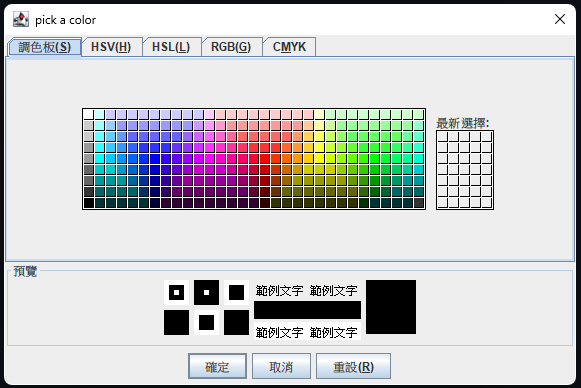 pick a color
調色板(S) HSV(H) HSL(L) RGB(G) CMYK
最新選擇:
預覽
範例文字 範例文字
範例文字 範例文字
確定 取消 重設(R)